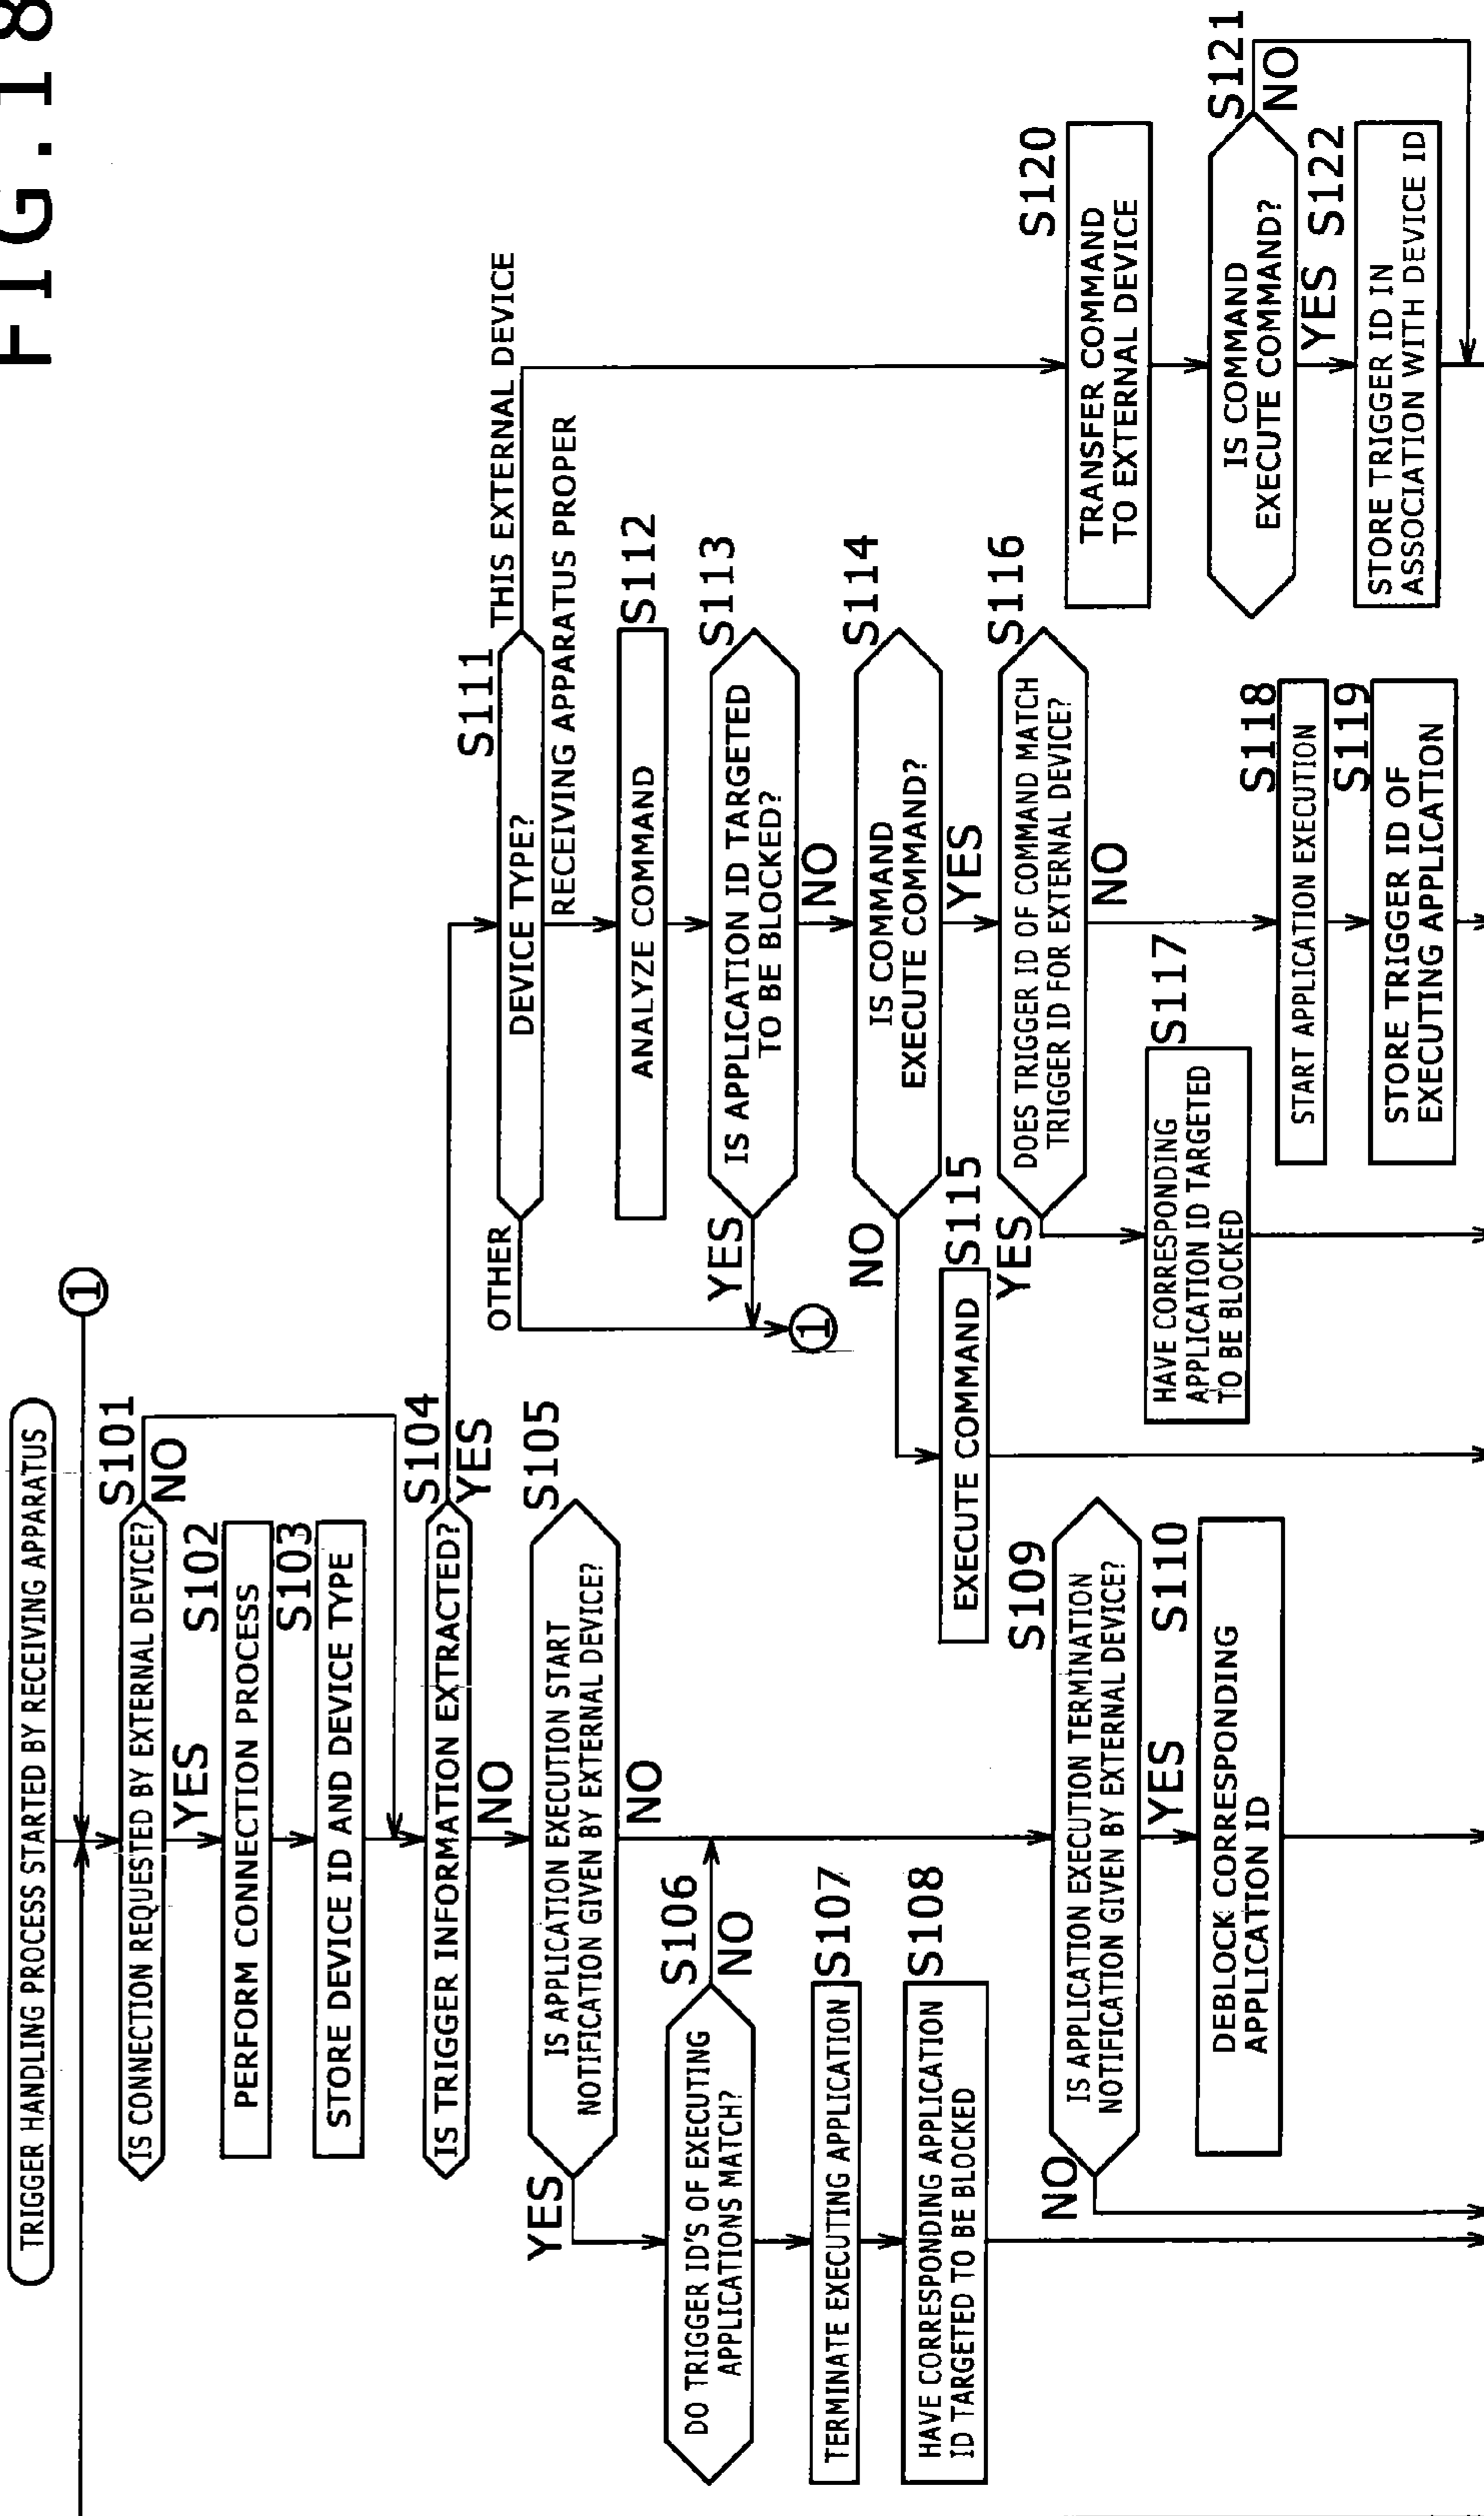 FIG.18
TRIGGER HANDLING PROCESS STARTED BY RECEIVING APPARATUS
1
S101
IS CONNECTION REQUESTED BY EXTERNAL DEVICE?
NO
YES
S102
PERFORM CONNECTION PROCESS
S103
STORE DEVICE ID AND DEVICE TYPE
S104
IS TRIGGER INFORMATION EXTRACTED?
YES
NO
S105
IS APPLICATION EXECUTION START
NOTIFICATION GIVEN BY EXTERNAL DEVICE?
YES
NO
S106
DO TRIGGER ID'S OF EXECUTING
APPLICATIONS MATCH?
NO
S107
TERMINATE EXECUTING APPLICATION
S108
HAVE CORRESPONDING APPLICATION
ID TARGETED TO BE BLOCKED
S109
IS APPLICATION EXECUTION TERMINATION
NOTIFICATION GIVEN BY EXTERNAL DEVICE?
NO
YES
S110
DEBLOCK CORRESPONDING
APPLICATION ID
S111
DEVICE TYPE?
OTHER
THIS EXTERNAL DEVICE
RECEIVING APPARATUS PROPER
S112
ANALYZE COMMAND
S113
IS APPLICATION ID TARGETED
TO BE BLOCKED?
YES
1
NO
S114
IS COMMAND
EXECUTE COMMAND?
NO
YES
S115
EXECUTE COMMAND
S116
DOES TRIGGER ID OF COMMAND MATCH
TRIGGER ID FOR EXTERNAL DEVICE?
YES
NO
S117
HAVE CORRESPONDING
APPLICATION ID TARGETED
TO BE BLOCKED
S118
START APPLICATION EXECUTION
S119
STORE TRIGGER ID OF
EXECUTING APPLICATION
S120
TRANSFER COMMAND
TO EXTERNAL DEVICE
S121
IS COMMAND
EXECUTE COMMAND?
NO
YES
S122
STORE TRIGGER ID IN
ASSOCIATION WITH DEVICE ID